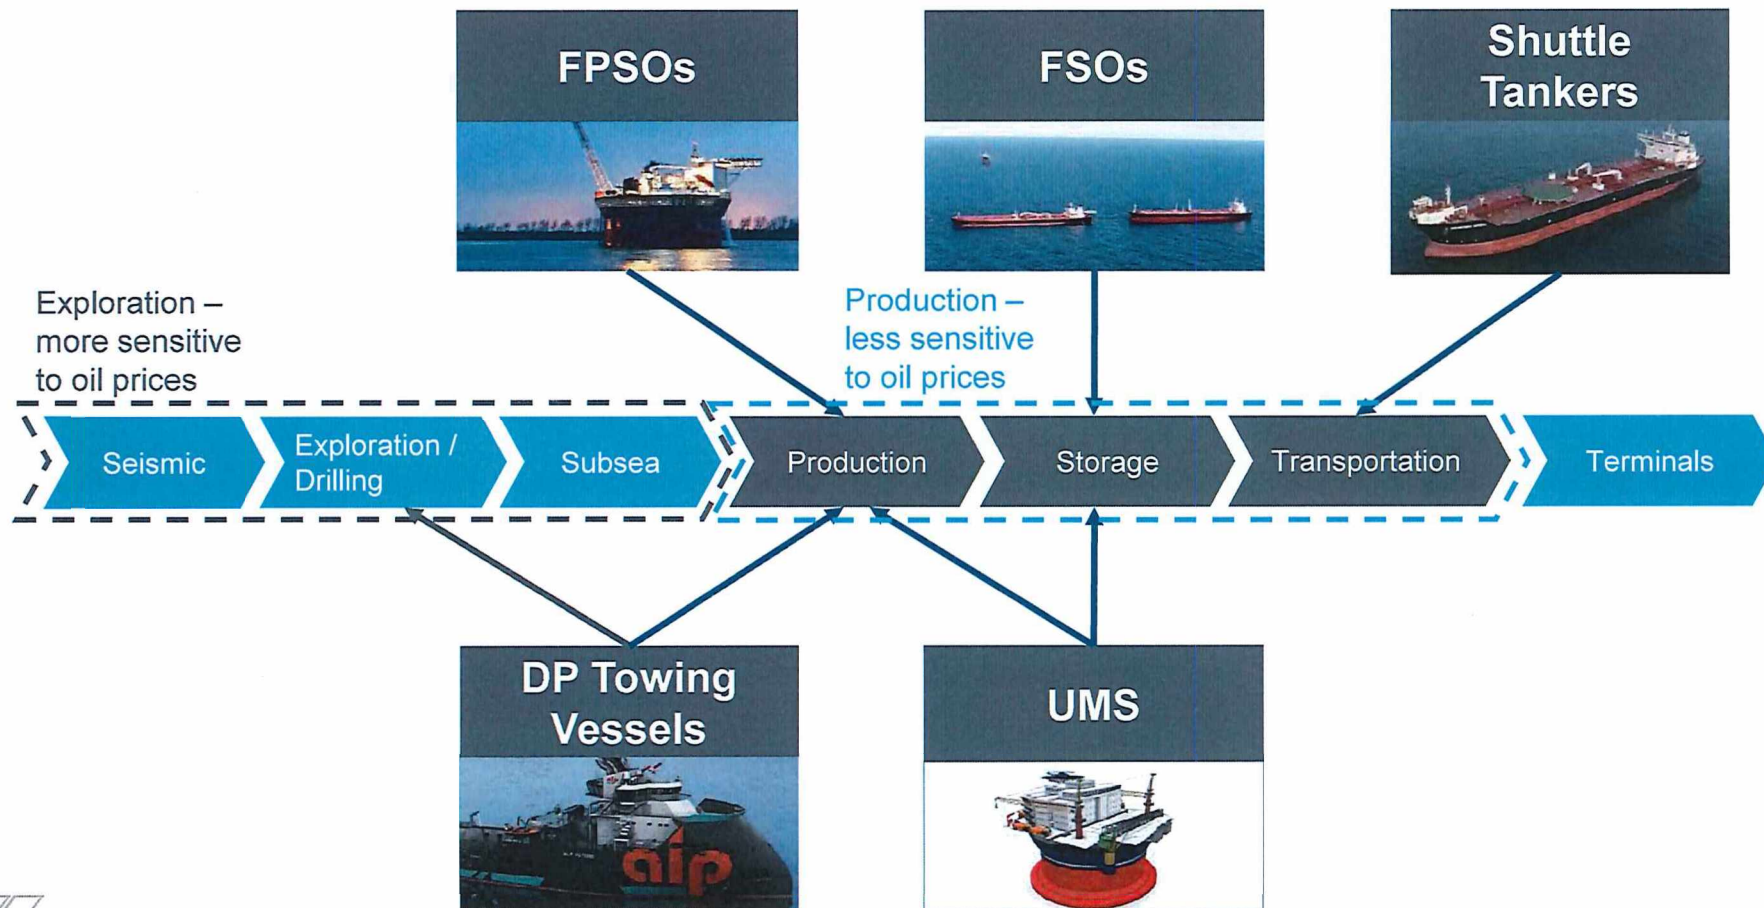 FPSOs
FSOs
Shuttle
Tankers
Exploration –
more sensitive
to oil prices
Production –
less sensitive
to oil prices
Seismic
Exploration /
Drilling
Subsea
Production
Storage
Transportation
Terminals
DP Towing
Vessels
UMS
alp